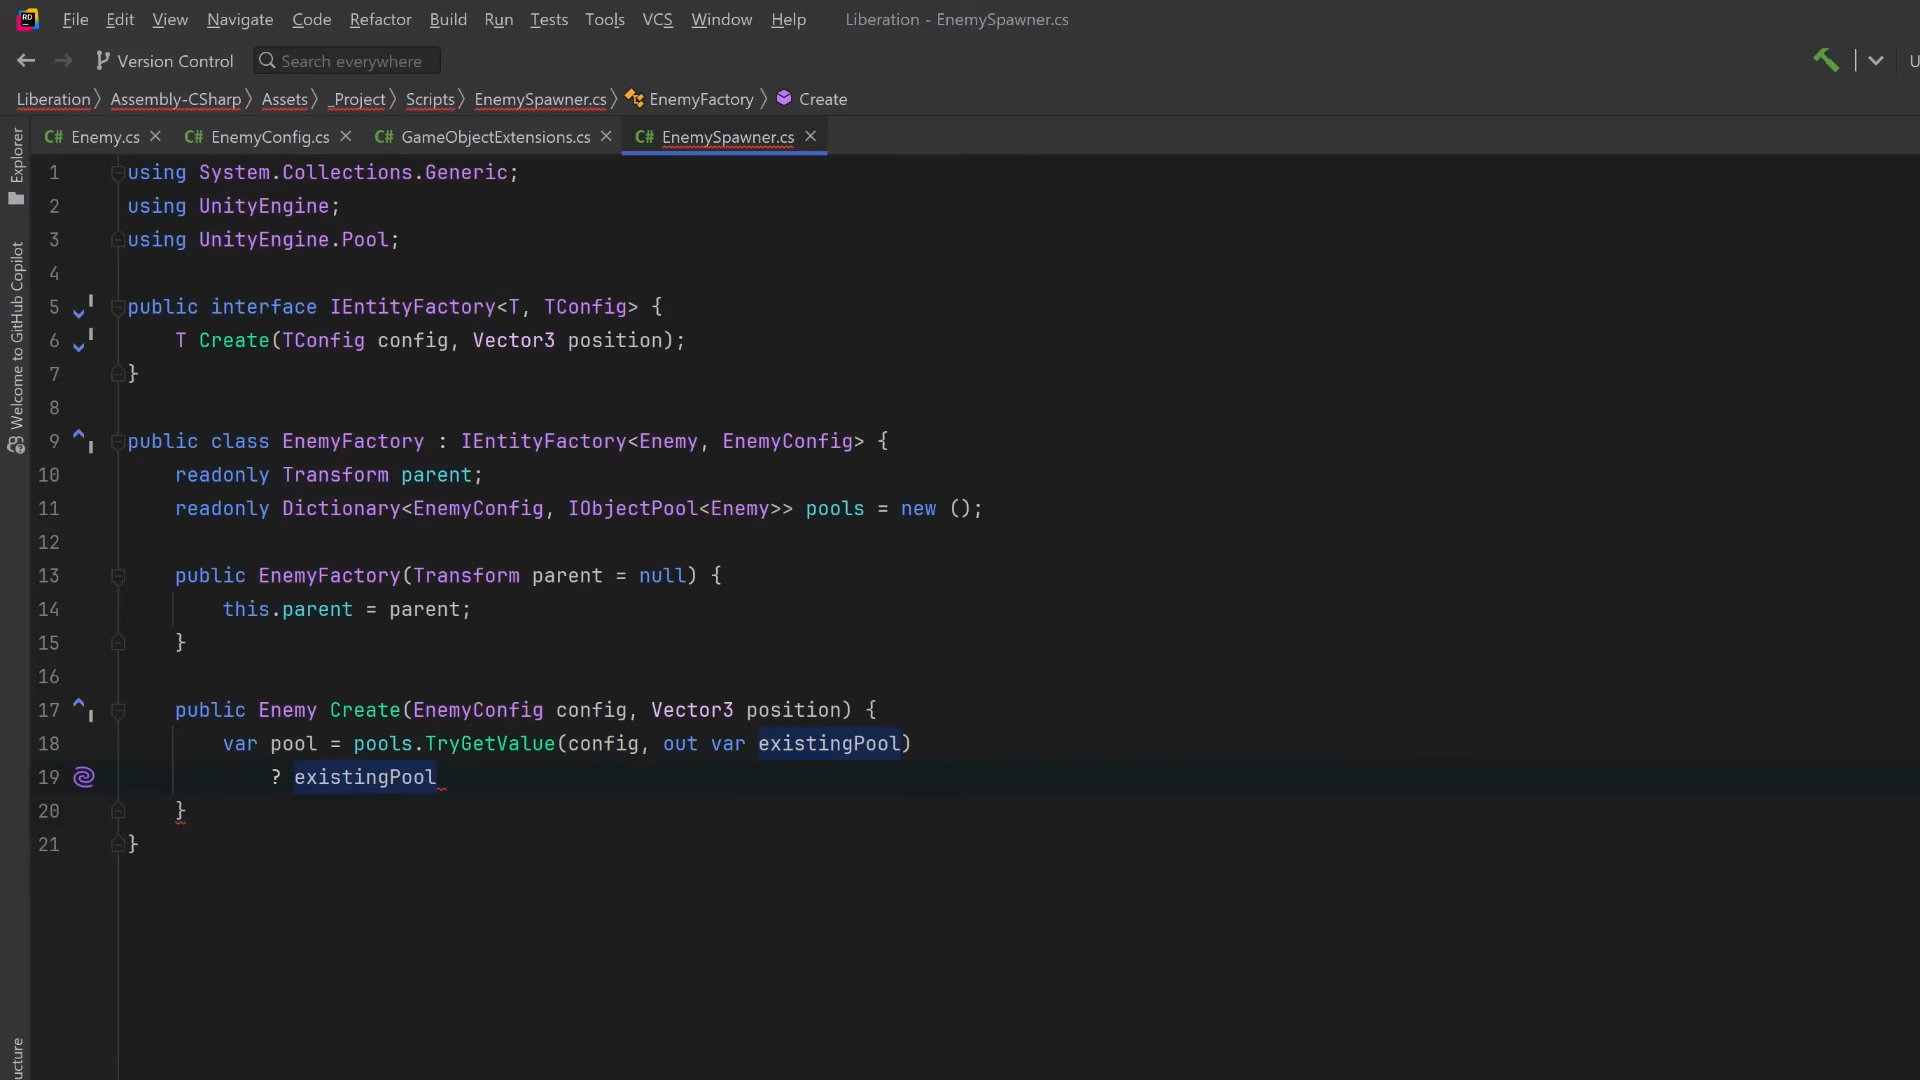 File Edit View Navigate Code Refactor Build Run Tests Tools VCS Window Help Liberation - EnemySpawner.cs
Version Control Search everywhere U
Liberation Assembly-CSharp Assets _Project Scripts EnemySpawner.cs EnemyFactory Create
C# Enemy.cs C# EnemyConfig.cs C# GameObjectExtensions.cs C# EnemySpawner.cs
Explorer
Welcome to GitHub Copilot
ucture
1 using System.Collections.Generic;
2 using UnityEngine;
3 using UnityEngine.Pool;
4
5 public interface IEntityFactory<T, TConfig> {
6 T Create(TConfig config, Vector3 position);
7 }
8
9 public class EnemyFactory : IEntityFactory<Enemy, EnemyConfig> {
10 readonly Transform parent;
11 readonly Dictionary<EnemyConfig, IObjectPool<Enemy>> pools = new ();
12
13 public EnemyFactory(Transform parent = null) {
14 this.parent = parent;
15 }
16
17 public Enemy Create(EnemyConfig config, Vector3 position) {
18 var pool = pools.TryGetValue(config, out var existingPool)
19 ? existingPool
20 }
21 }